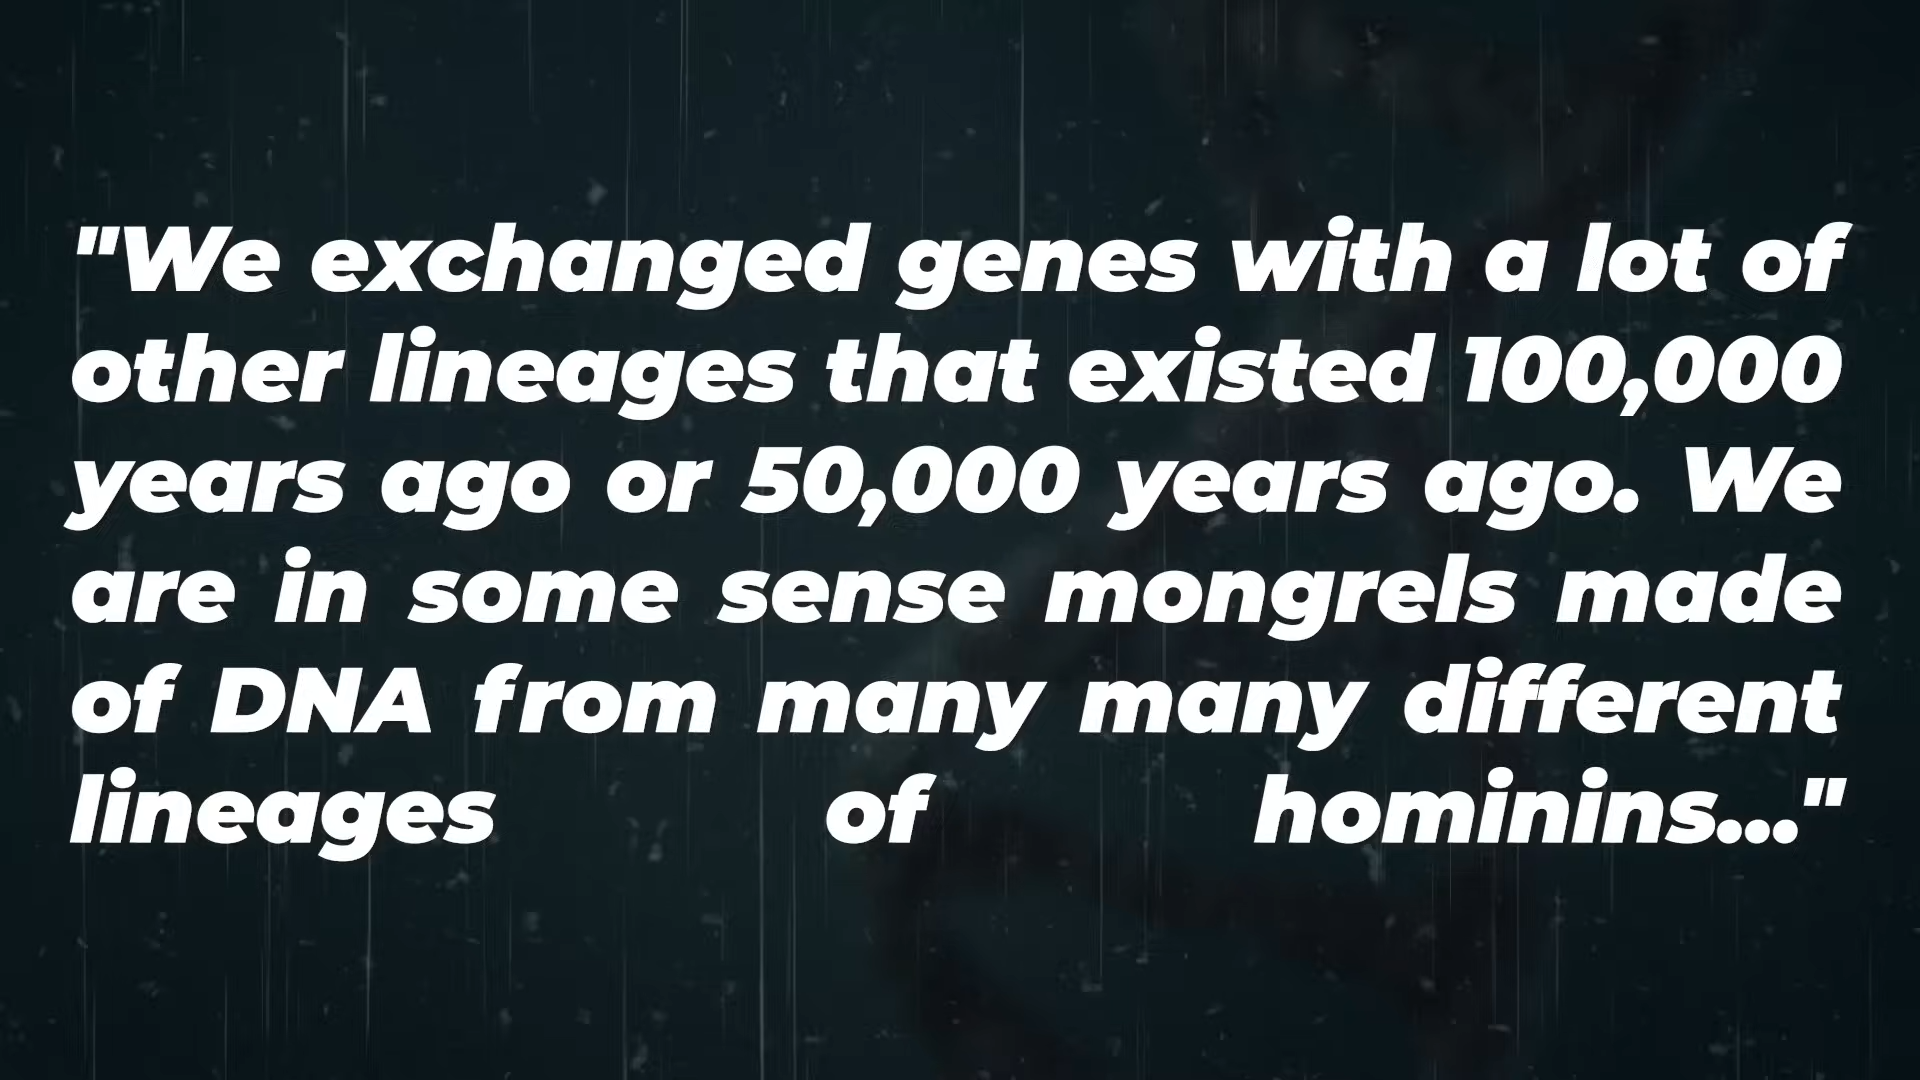 "We exchanged genes with a lot of
other lineages that existed 100,000
years ago or 50,000 years ago. We
are in some sense mongrels made
of DNA from many many different
lineages of hominins..."